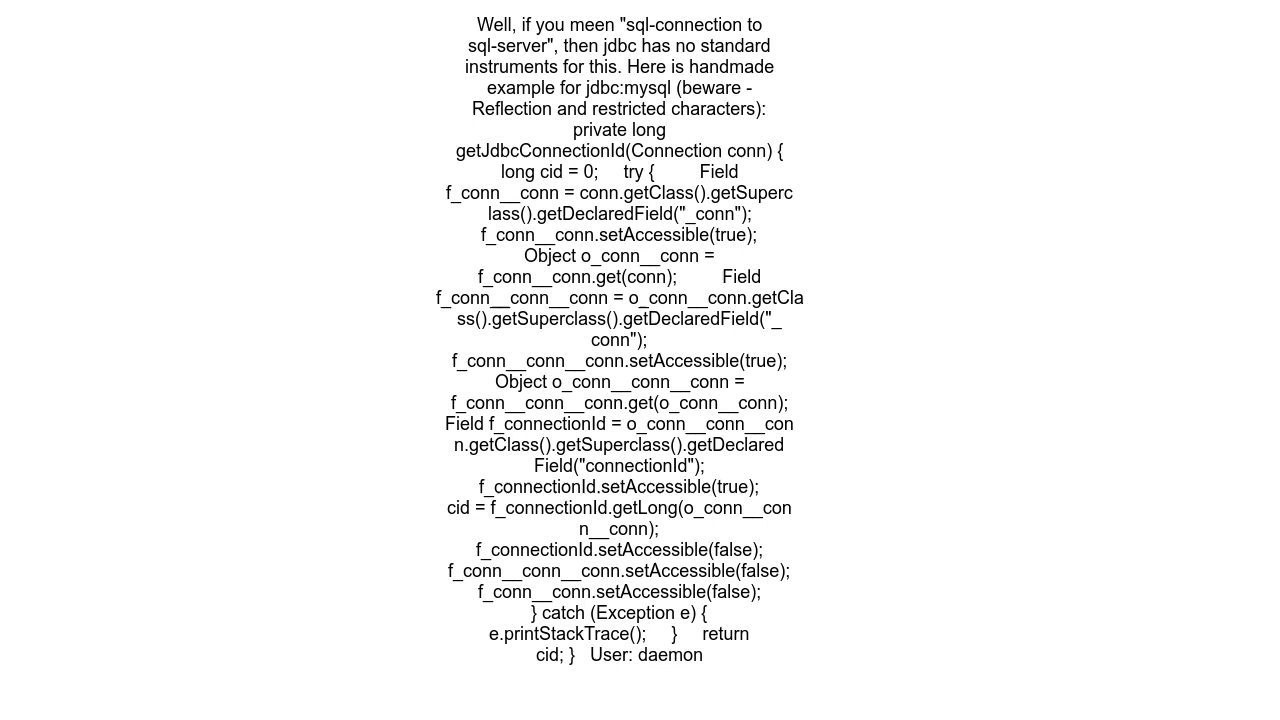 Well, if you meen "sql-connection to
sql-server", then jdbc has no standard
instruments for this. Here is handmade
example for jdbc:mysql (beware -
Reflection and restricted characters):
private long
getJdbcConnectionId(Connection conn) {
long cid = 0;     try {         Field
f_conn__conn = conn.getClass().getSuperc
lass().getDeclaredField("_conn");
f_conn__conn.setAccessible(true);
Object o_conn__conn =
f_conn__conn.get(conn);         Field
f_conn__conn__conn = o_conn__conn.getCla
ss().getSuperclass().getDeclaredField("_
conn");
f_conn__conn__conn.setAccessible(true);
Object o_conn__conn__conn =
f_conn__conn__conn.get(o_conn__conn);
Field f_connectionId = o_conn__conn__con
n.getClass().getSuperclass().getDeclared
Field("connectionId");
f_connectionId.setAccessible(true);
cid = f_connectionId.getLong(o_conn__con
n__conn);
f_connectionId.setAccessible(false);
f_conn__conn__conn.setAccessible(false);
f_conn__conn.setAccessible(false);
} catch (Exception e) {
e.printStackTrace();     }     return
cid; }   User: daemon